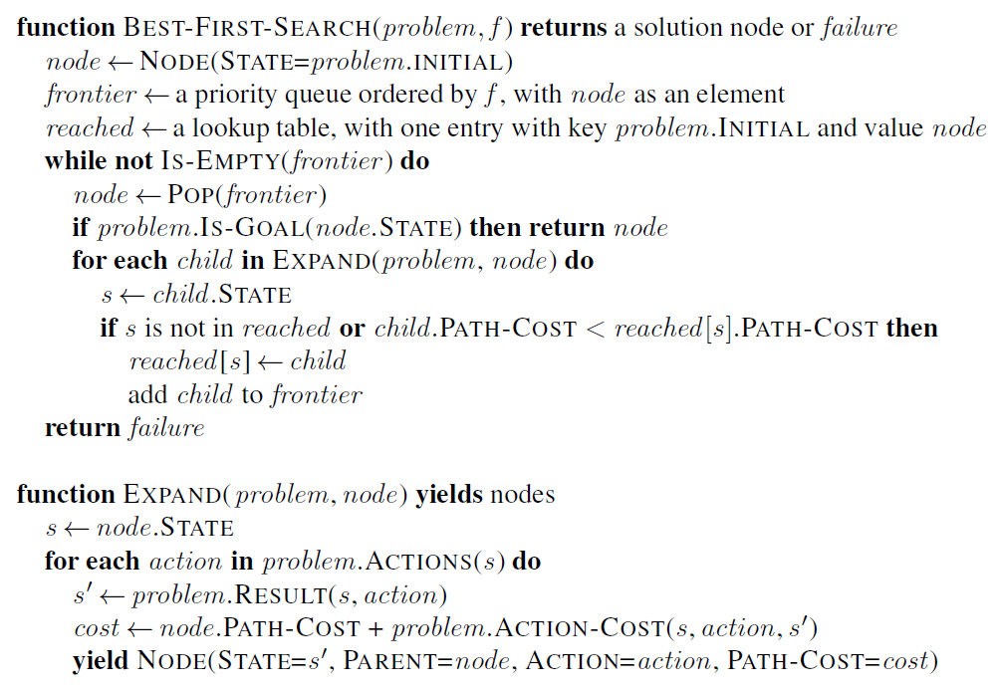 function BEST-FIRST-SEARCH(problem, f) returns a solution node or failure
node ← NODE(STATE=problem.INITIAL)
frontier ← a priority queue ordered by f, with node as an element
reached ← a lookup table, with one entry with key problem.INITIAL and value node
while not IS-EMPTY(frontier) do
node ← POP(frontier)
if problem.IS-GOAL(node.STATE) then return node
for each child in EXPAND(problem, node) do
s ← child.STATE
if s is not in reached or child.PATH-COST < reached[s].PATH-COST then
reached[s] ← child
add child to frontier
return failure
function EXPAND(problem, node) yields nodes
s ← node.STATE
for each action in problem.ACTIONS(s) do
s′ ← problem.RESULT(s, action)
cost ← node.PATH-COST + problem.ACTION-COST(s, action, s′)
yield NODE(STATE=s′, PARENT=node, ACTION=action, PATH-COST=cost)